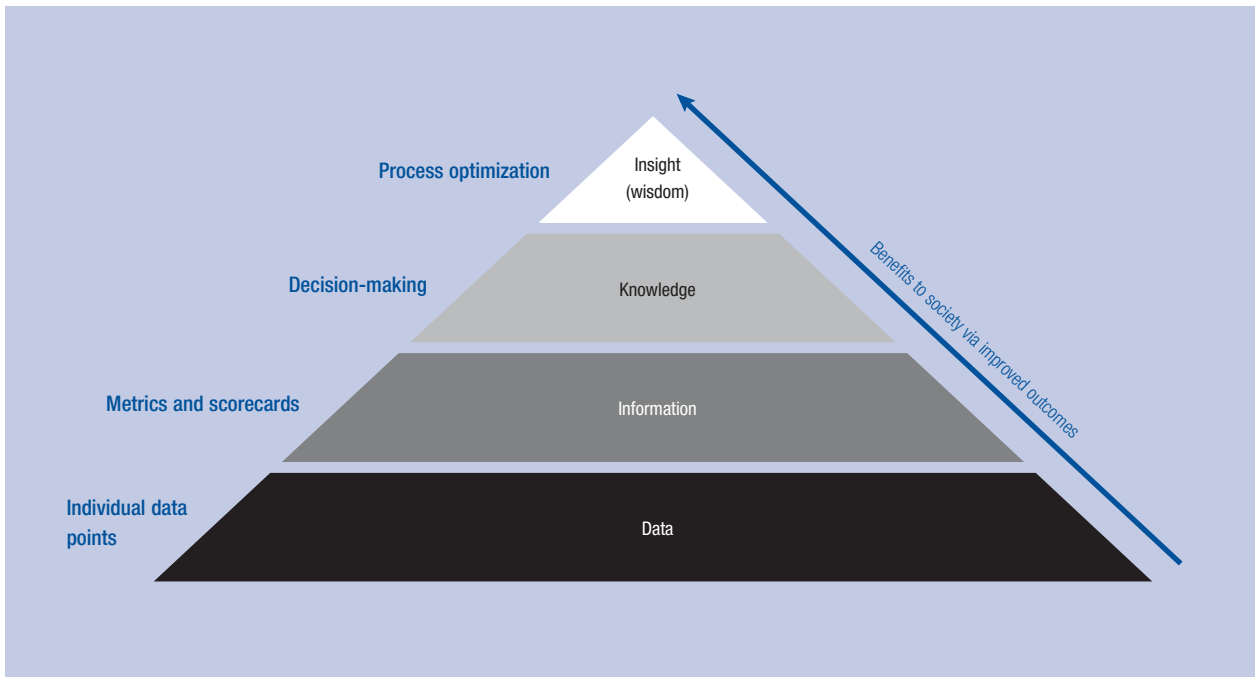 Process optimization
Insight
(wisdom)
Decision-making
Knowledge
Benefits to society via improved outcomes
Metrics and scorecards
Information
Individual data
points
Data